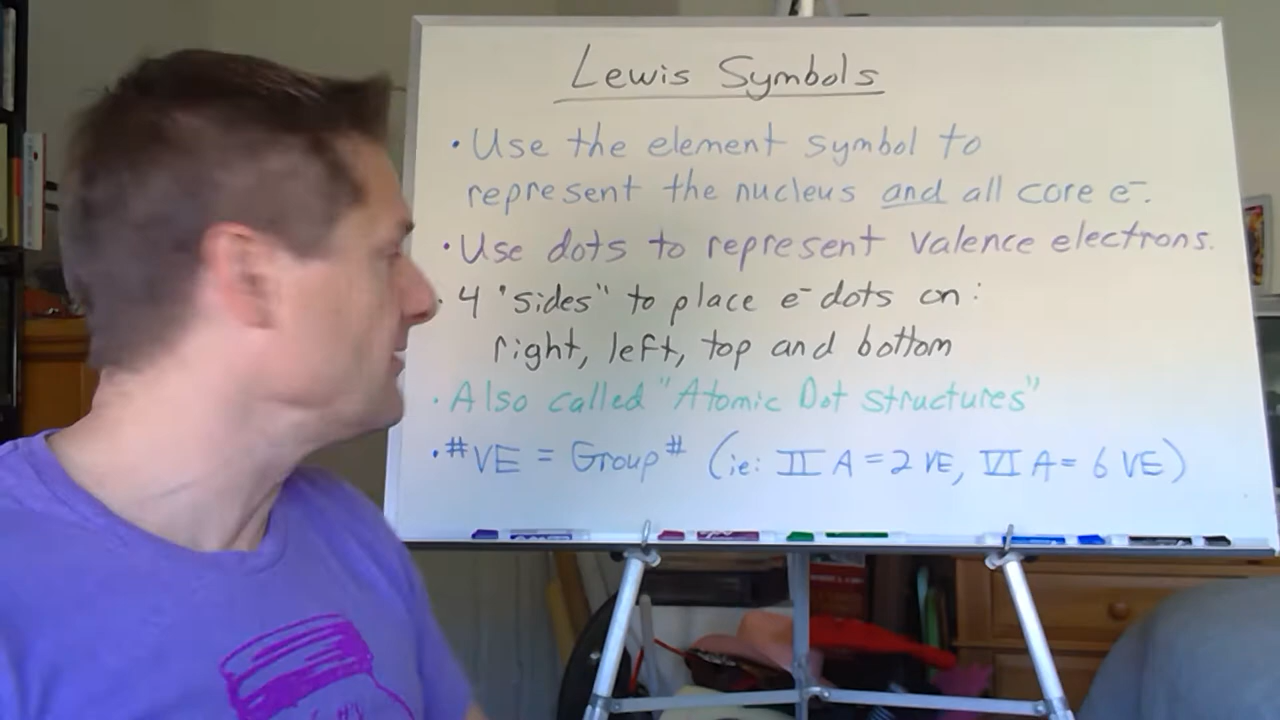 Lewis Symbols
• Use the element symbol to
represent the nucleus and all core e⁻.
• Use dots to represent valence electrons.
• 4 "sides" to place e⁻ dots on:
right, left, top and bottom
• Also called "Atomic Dot structures"
• #VE = Group# (ie: II A = 2 VE, VI A = 6 VE)